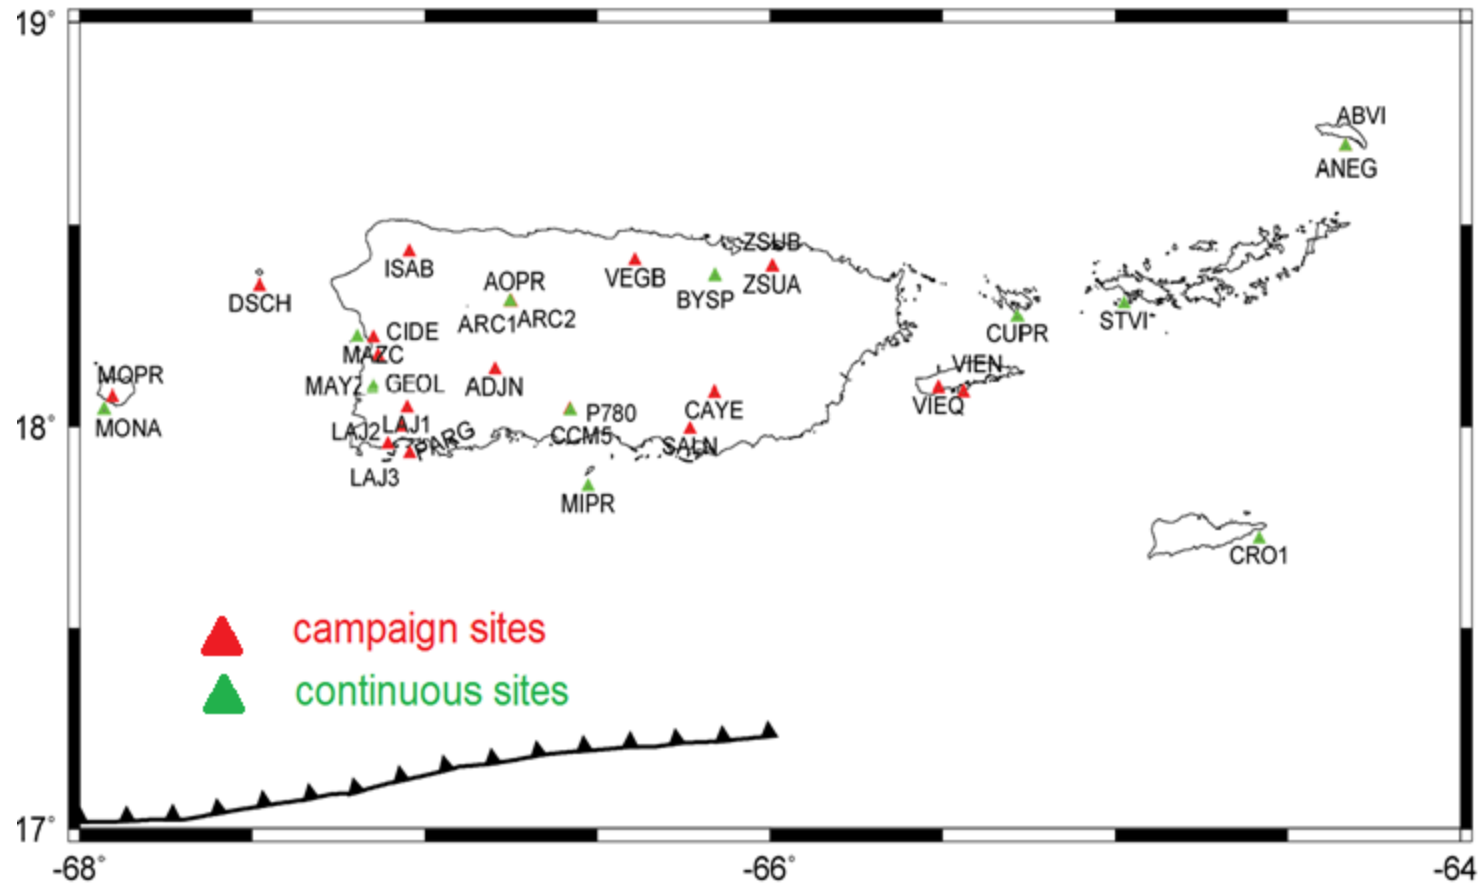 19°
ABVI
ANEG
ZSUB
ISAB
VEGB
ZSUA
AOPR
BYSP
DSCH
ARC1
ARC2
STVI
CUPR
CIDE
MAZC
VIEN
MOPR
MAYZ
GEOL
ADJN
VIEQ
CAYE
P780
18°
MONA
LAJ1
LAJ2
CCM5
PARG
SALN
LAJ3
MIPR
CRO1
campaign sites
continuous sites
17°
-68°
-66°
-64